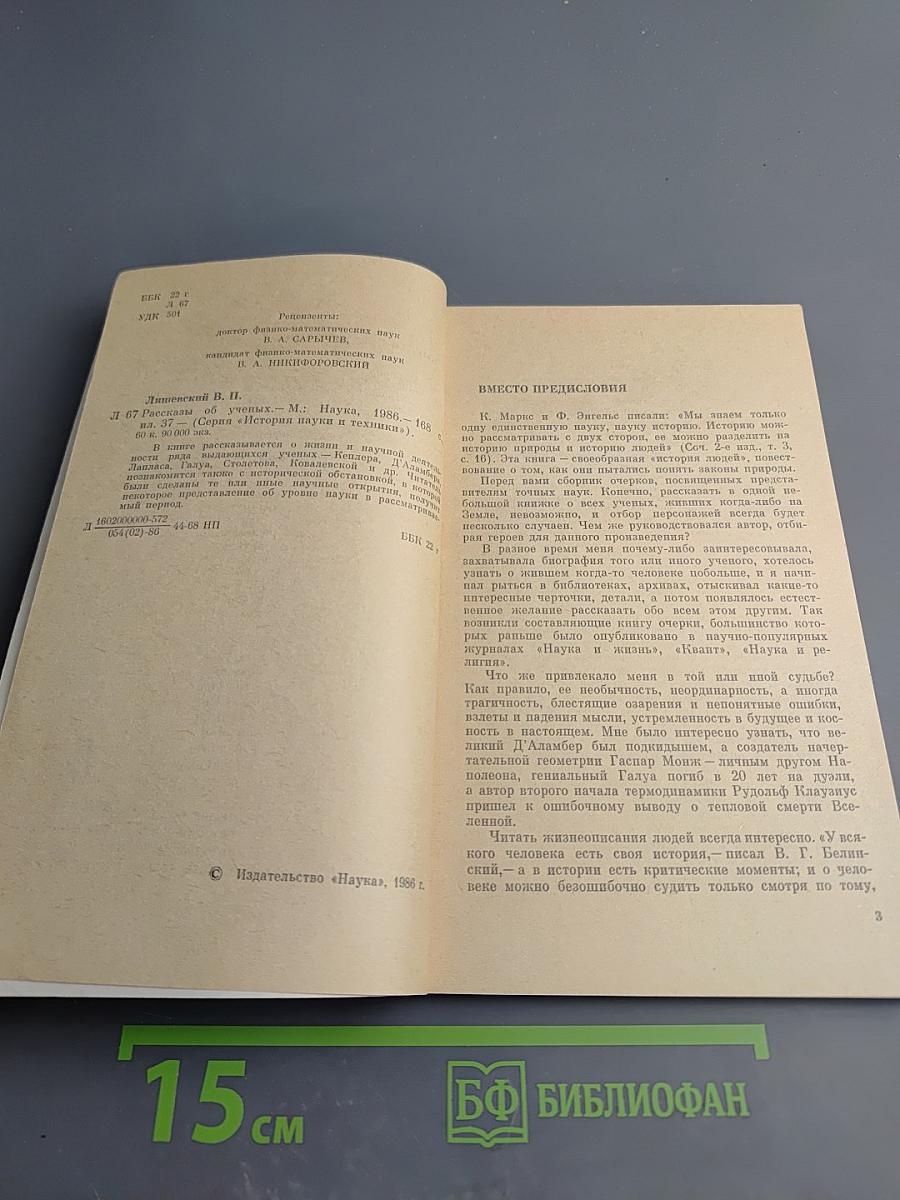 ББК 22 г
Л 67
УДК 501
Рецензенты:
доктор физико-математических наук
В. А. САРЫЧЕВ,
кандидат физико-математических наук
В. А. НИКИФОРОВСКИЙ
Лишевский В. П.
Л 67 Рассказы об ученых.— М.: Наука, 1986.— 168 с.
ил. 37 — (Серия «История науки и техники»).
60 к. 90 000 экз.
В книге рассказывается о жизни и научной деятель-
ности ряда выдающихся ученых — Кеплера, Д'Аламбера,
Лапласа, Галуа, Столетова, Ковалевской и др. Читатель
познакомится также с исторической обстановкой, в которой
были сделаны те или иные научные открытия, получит
некоторое представление об уровне науки в рассматривае-
мый период.
Л 1602000000-572
054(02)-86 44-68 НП
ББК 22 г
© Издательство «Наука», 1986 г.
ВМЕСТО ПРЕДИСЛОВИЯ
К. Маркс и Ф. Энгельс писали: «Мы знаем только
одну единственную науку, науку историю. Историю мож-
но рассматривать с двух сторон, ее можно разделить на
историю природы и историю людей» (Соч. 2-е изд., т. 3,
с. 16). Эта книга — своеобразная «история людей», повест-
вование о том, как они пытались понять законы природы.
Перед вами сборник очерков, посвященных предста-
вителям точных наук. Конечно, рассказать в одной не-
большой книжке о всех ученых, живших когда-либо на
Земле, невозможно, и отбор персонажей всегда будет
несколько случаен. Чем же руководствовался автор, отби-
рая героев для данного произведения?
В разное время меня почему-либо заинтересовывала,
захватывала биография того или иного ученого, хотелось
узнать о жившем когда-то человеке побольше, и я начи-
нал рыться в библиотеках, архивах, отыскивал какие-то
интересные черточки, детали, а потом появлялось естест-
венное желание рассказать обо всем этом другим. Так
возникли составляющие книгу очерки, большинство кото-
рых раньше было опубликовано в научно-популярных
журналах «Наука и жизнь», «Квант», «Наука и ре-
лигия».
Что же привлекало меня в той или иной судьбе?
Как правило, ее необычность, неординарность, а иногда
трагичность, блестящие озарения и непонятные ошибки,
взлеты и падения мысли, устремленность в будущее и кос-
ность в настоящем. Мне было интересно узнать, что ве-
ликий Д'Аламбер был подкидышем, а создатель начер-
тательной геометрии Гаспар Монж — личным другом На-
полеона, гениальный Галуа погиб в 20 лет на дуэли,
а автор второго начала термодинамики Рудольф Клаузиус
пришел к ошибочному выводу о тепловой смерти Все-
ленной.
Читать жизнеописания людей всегда интересно. «У вся-
кого человека есть своя история,— писал В. Г. Белин-
ский,— а в истории есть критические моменты; и о чело-
веке можно безошибочно судить только смотря по тому,
3
15 см
БФ БИБЛИОФАН